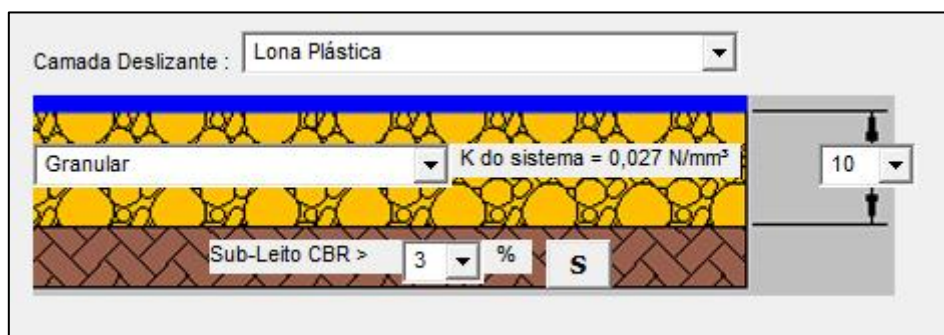 Camada Deslizante : Lona Plástica
Granular K do sistema = 0,027 N/mm³ 10
Sub-Leito CBR > 3 % S